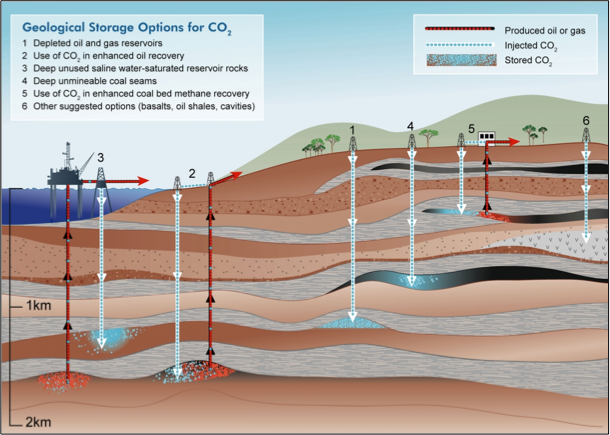 Geological Storage Options for CO2
1 Depleted oil and gas reservoirs
2 Use of CO2 in enhanced oil recovery
3 Deep unused saline water-saturated reservoir rocks
4 Deep unmineable coal seams
5 Use of CO2 in enhanced coal bed methane recovery
6 Other suggested options (basalts, oil shales, cavities)
Produced oil or gas
Injected CO2
Stored CO2
1
4
5
6
3
2
1km
2km